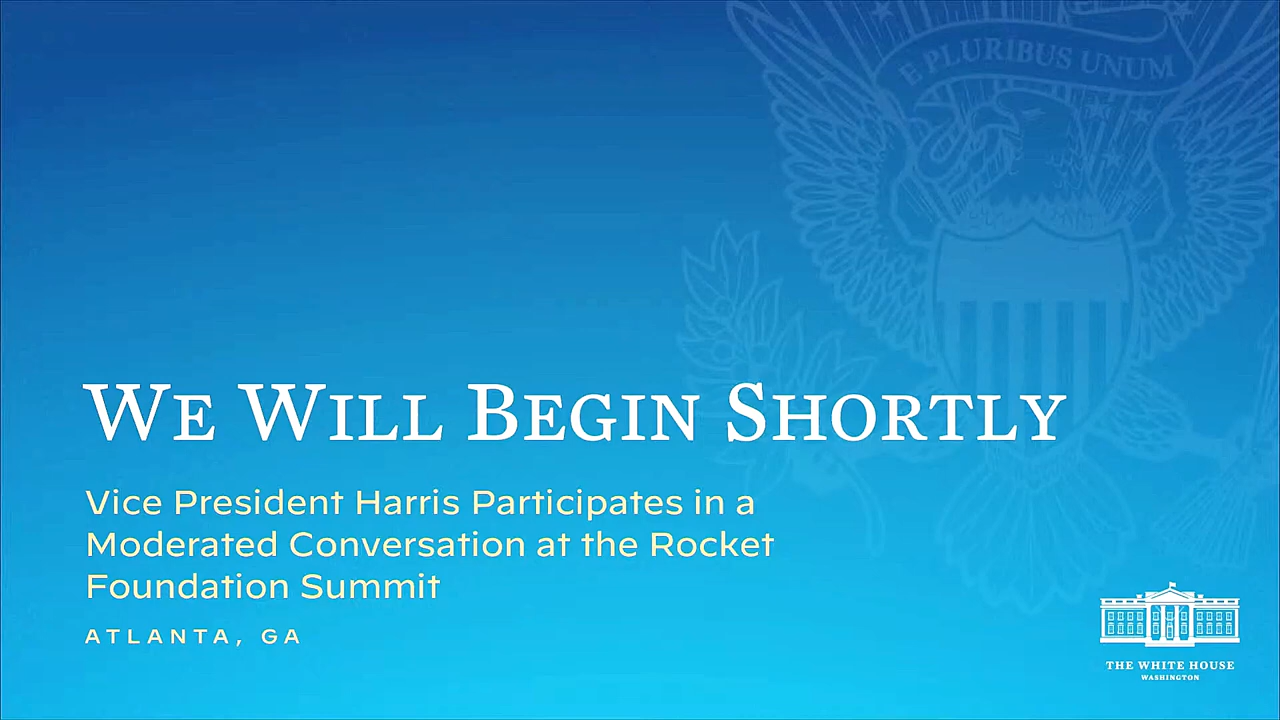 E PLURIBUS UNUM
WE WILL BEGIN SHORTLY
Vice President Harris Participates in a
Moderated Conversation at the Rocket
Foundation Summit
ATLANTA, GA
THE WHITE HOUSE
WASHINGTON